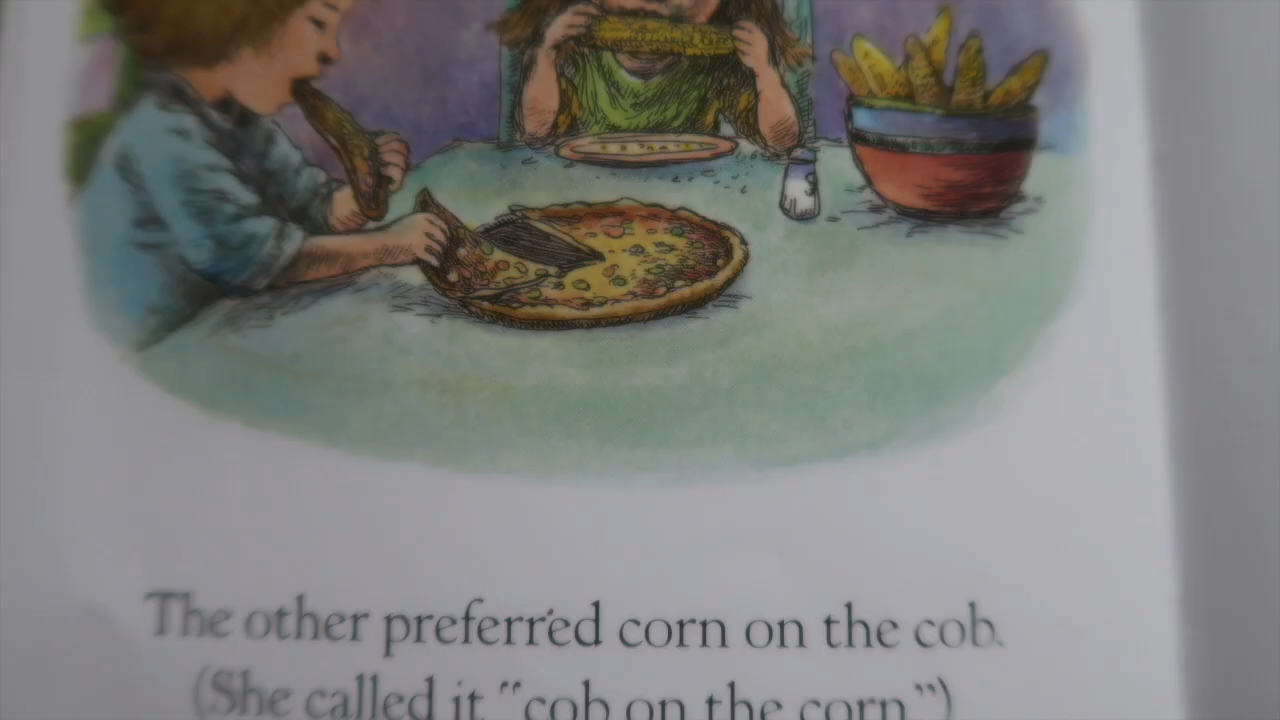 The other preferred corn on the cob.
(She called it “cob on the corn.”)